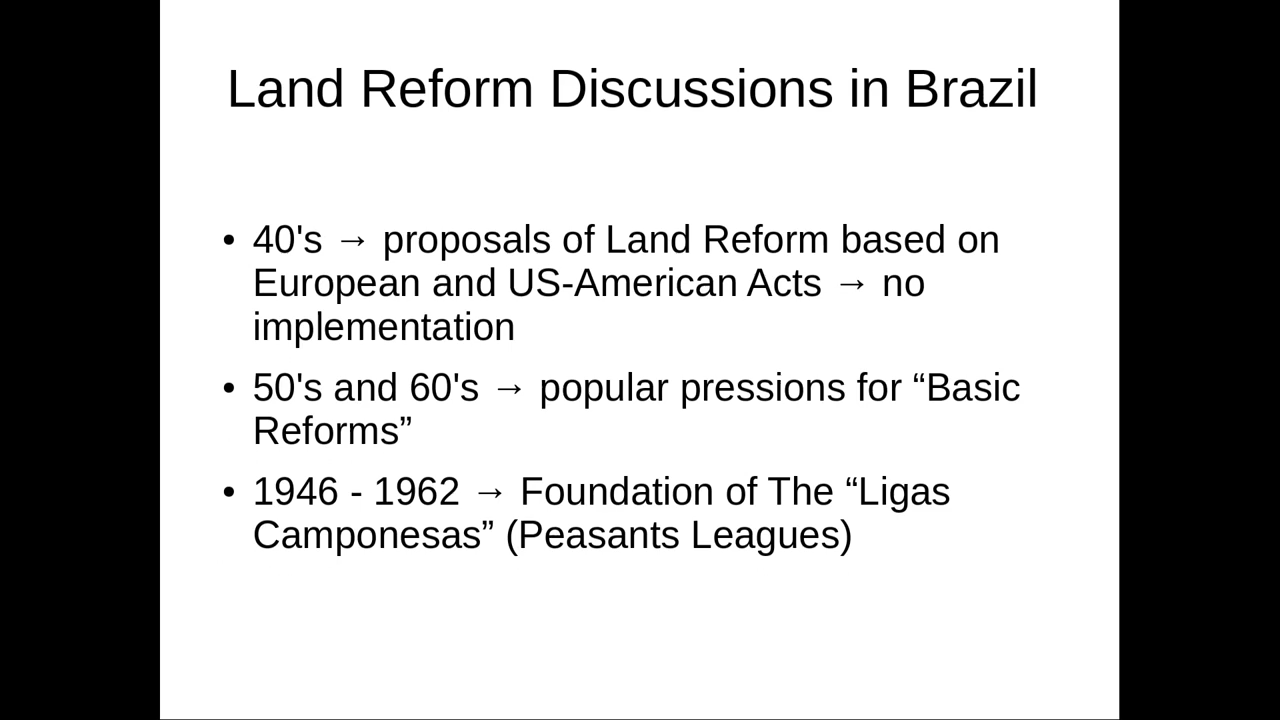 Land Reform Discussions in Brazil
• 40's → proposals of Land Reform based on
European and US-American Acts → no
implementation
• 50's and 60's → popular pressions for “Basic
Reforms”
• 1946 - 1962 → Foundation of The “Ligas
Camponesas” (Peasants Leagues)